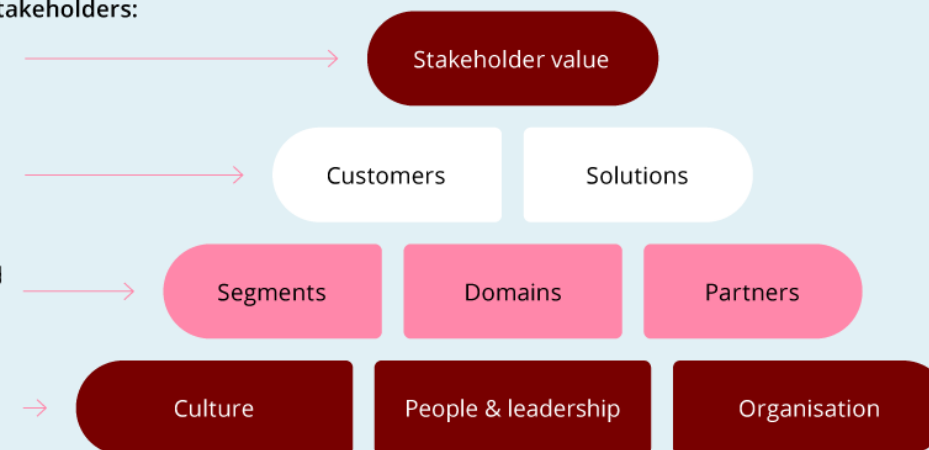 takeholders:
Stakeholder value
Customers
Solutions
Segments
Domains
Partners
Culture
People & leadership
Organisation